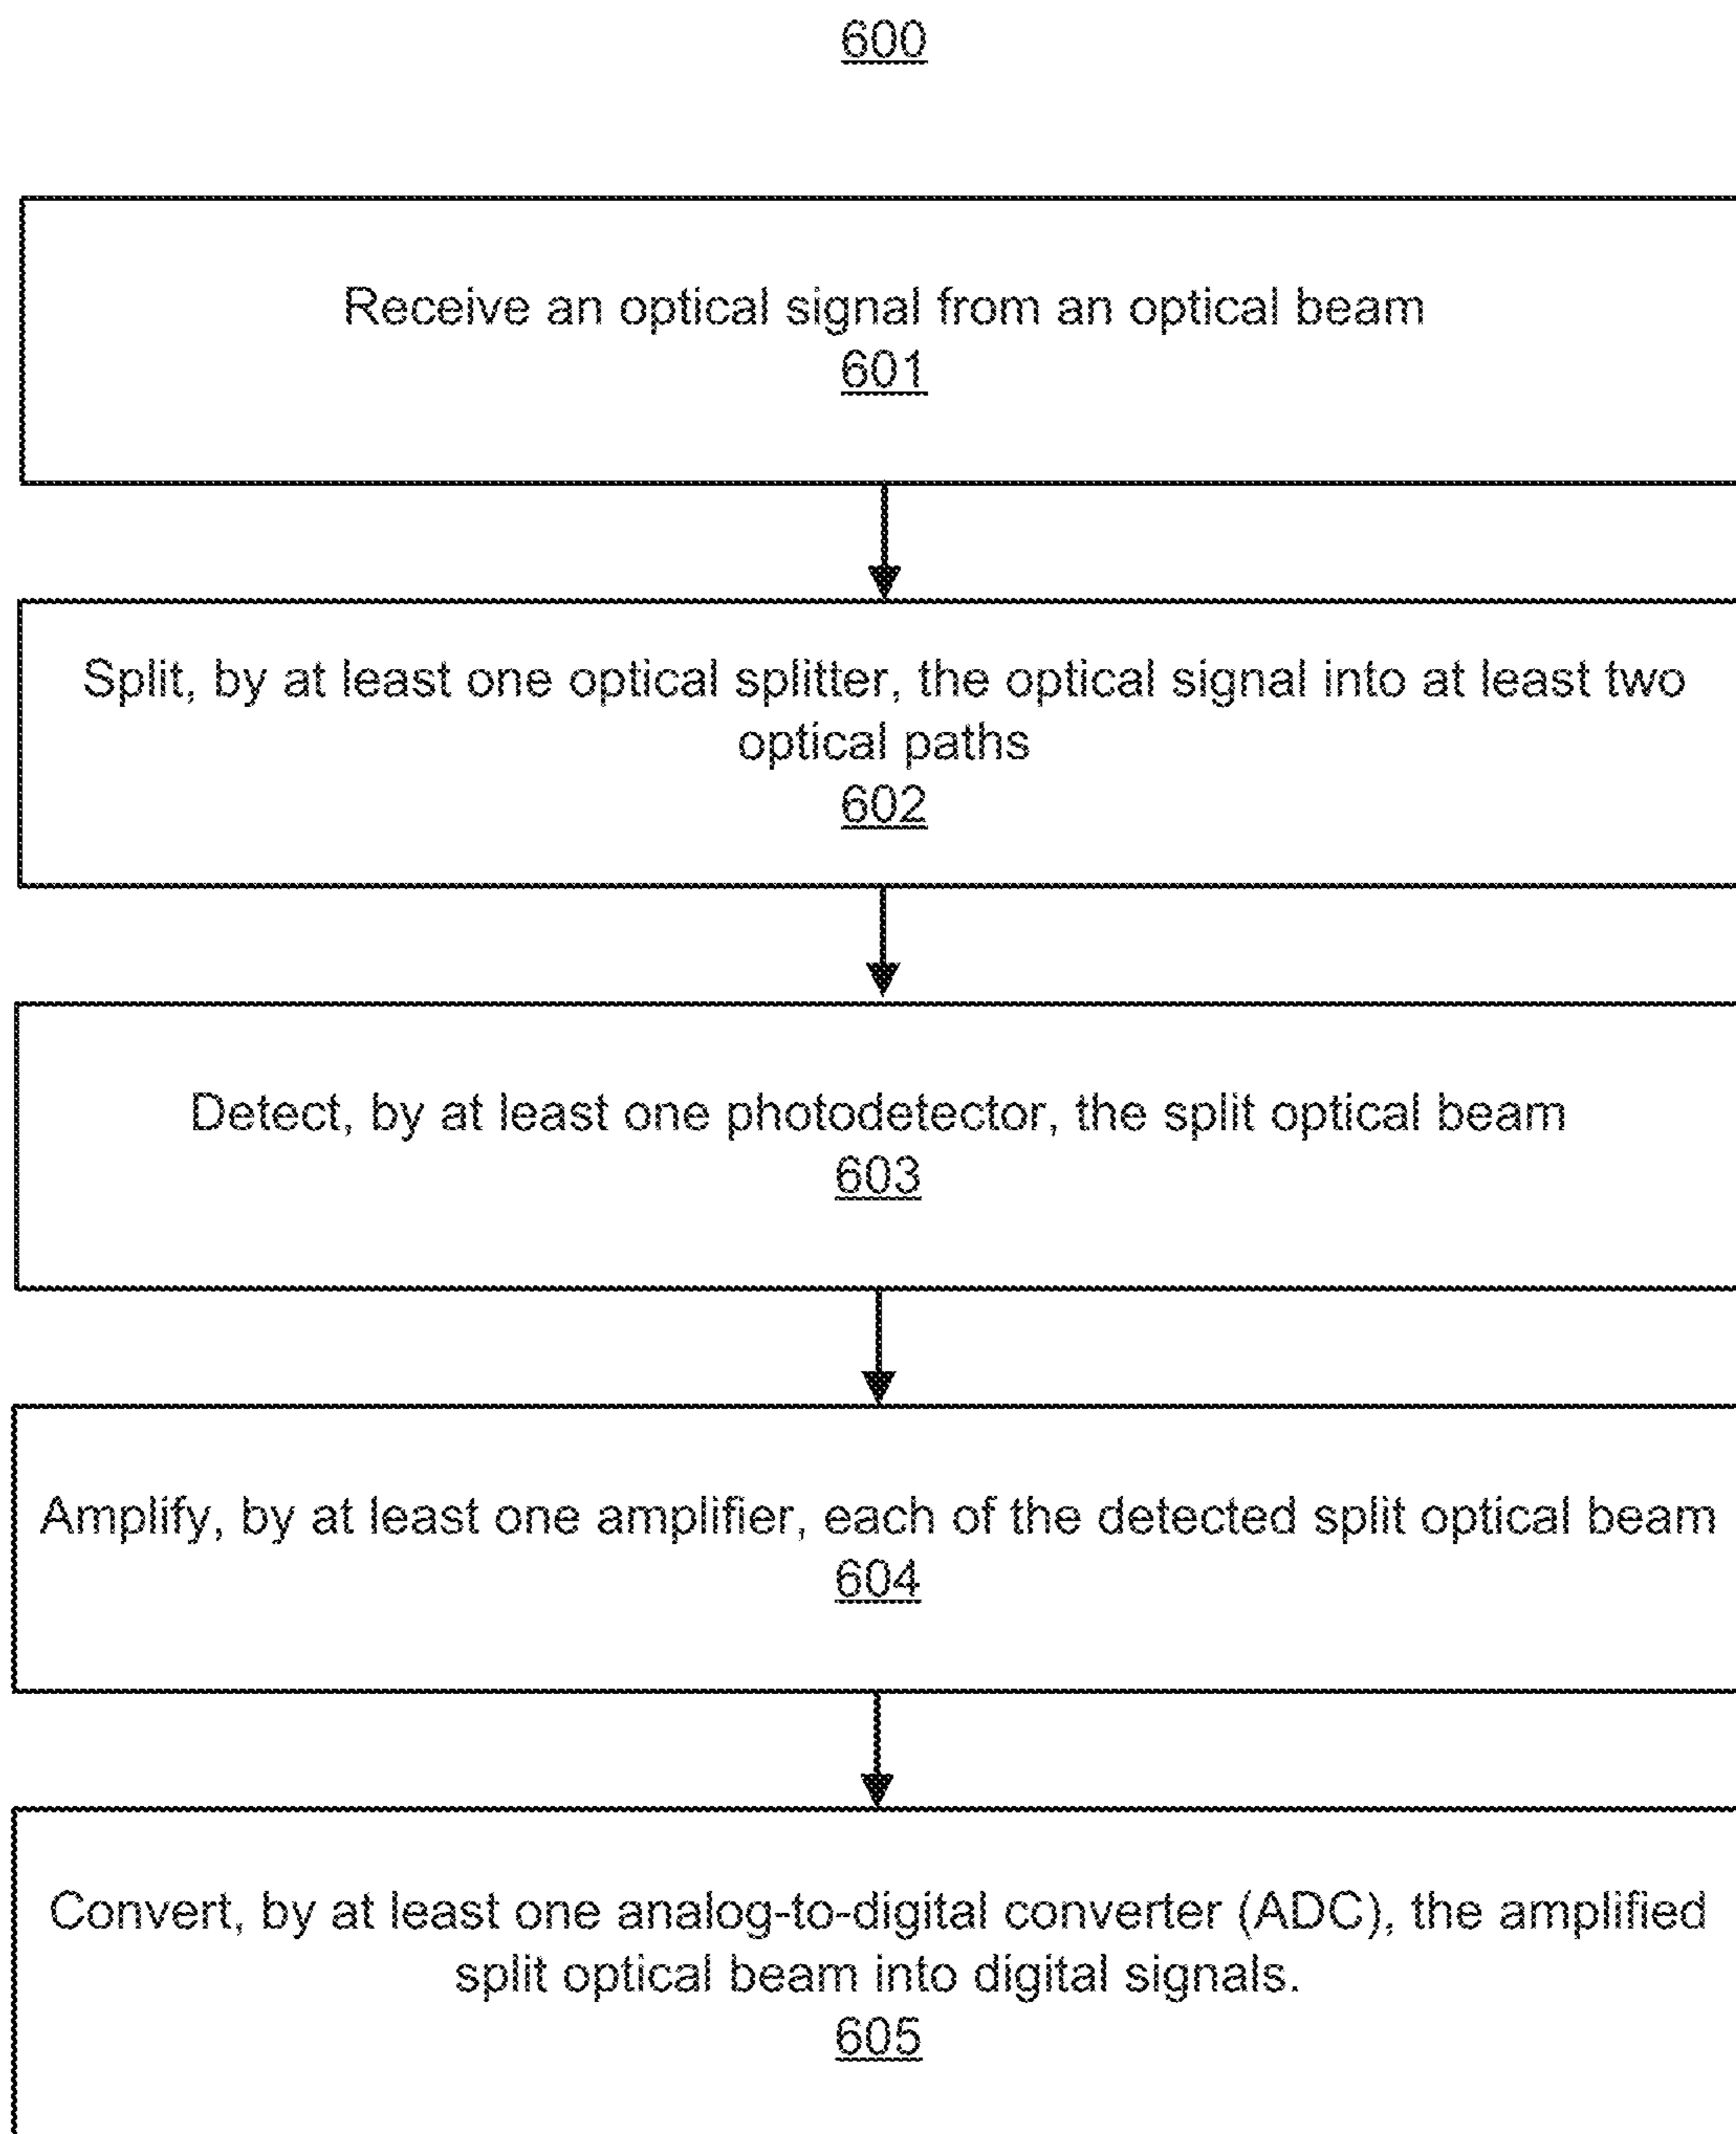 600
Receive an optical signal from an optical beam
601
Split, by at least one optical splitter, the optical signal into at least two
optical paths
602
Detect, by at least one photodetector, the split optical beam
603
Amplify, by at least one amplifier, each of the detected split optical beam
604
Convert, by at least one analog-to-digital converter (ADC), the amplified
split optical beam into digital signals.
605